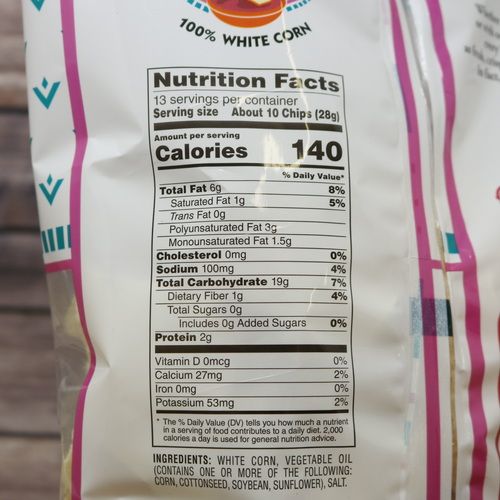 100% WHITE CORN
Nutrition Facts
13 servings per container
Serving size About 10 Chips (28g)
Amount per serving
Calories 140
% Daily Value*
Total Fat 6g 8%
Saturated Fat 1g 5%
Trans Fat 0g
Polyunsaturated Fat 3g
Monounsaturated Fat 1.5g
Cholesterol 0mg 0%
Sodium 100mg 4%
Total Carbohydrate 19g 7%
Dietary Fiber 1g 4%
Total Sugars 0g
Includes 0g Added Sugars 0%
Protein 2g
Vitamin D 0mcg 0%
Calcium 27mg 2%
Iron 0mg 0%
Potassium 53mg 2%
* The % Daily Value (DV) tells you how much a nutrient
in a serving of food contributes to a daily diet. 2,000
calories a day is used for general nutrition advice.
INGREDIENTS: WHITE CORN, VEGETABLE OIL
(CONTAINS ONE OR MORE OF THE FOLLOWING:
CORN, COTTONSEED, SOYBEAN, SUNFLOWER), SALT.